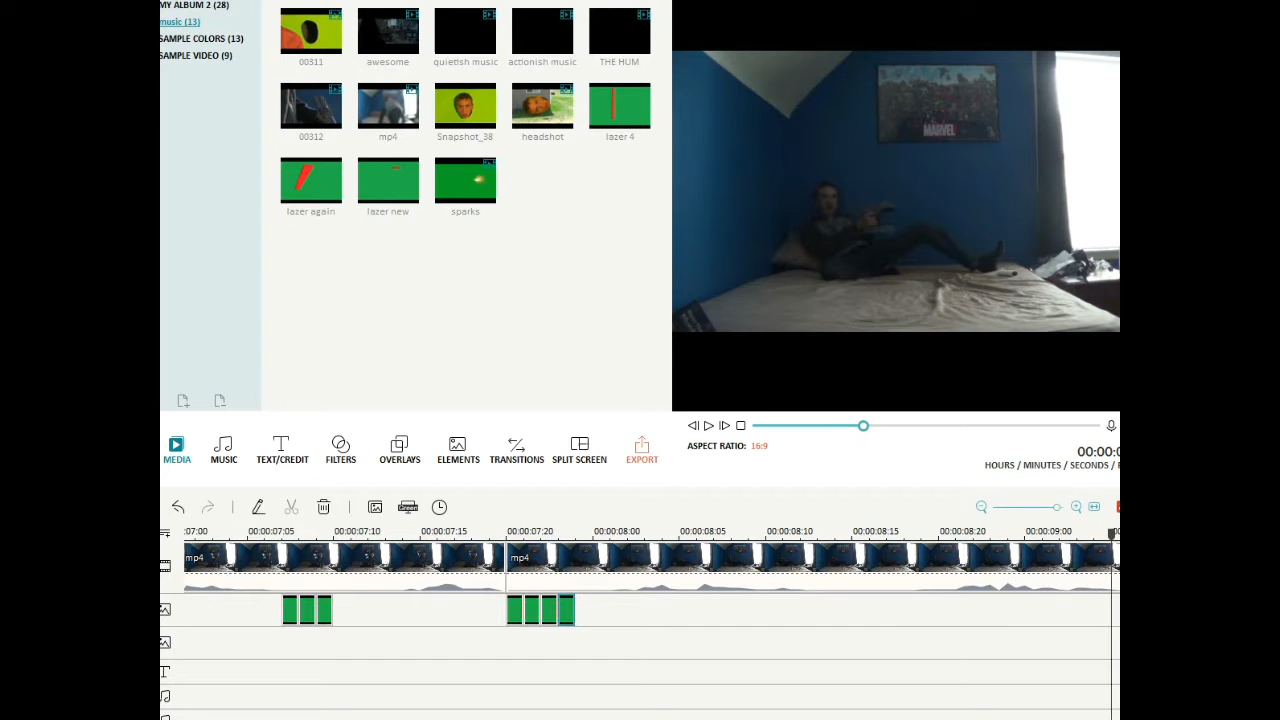 MY ALBUM 2 (28)
music (13)
SAMPLE COLORS (13)
SAMPLE VIDEO (9)
00311
awesome
quietish music
actionish music
THE HUM
00312
mp4
Snapshot_38
headshot
lazer 4
lazer again
lazer new
sparks
MARVEL
ASPECT RATIO: 16:9
00:00:0
HOURS / MINUTES / SECONDS /
MEDIA
MUSIC
TEXT/CREDIT
FILTERS
OVERLAYS
ELEMENTS
TRANSITIONS
SPLIT SCREEN
EXPORT
Green
:07:00 00:00:07:05 00:00:07:10 00:00:07:15 00:00:07:20 00:00:08:00 00:00:08:05 00:00:08:10 00:00:08:15 00:00:08:20 00:00:09:00
mp4 mp4